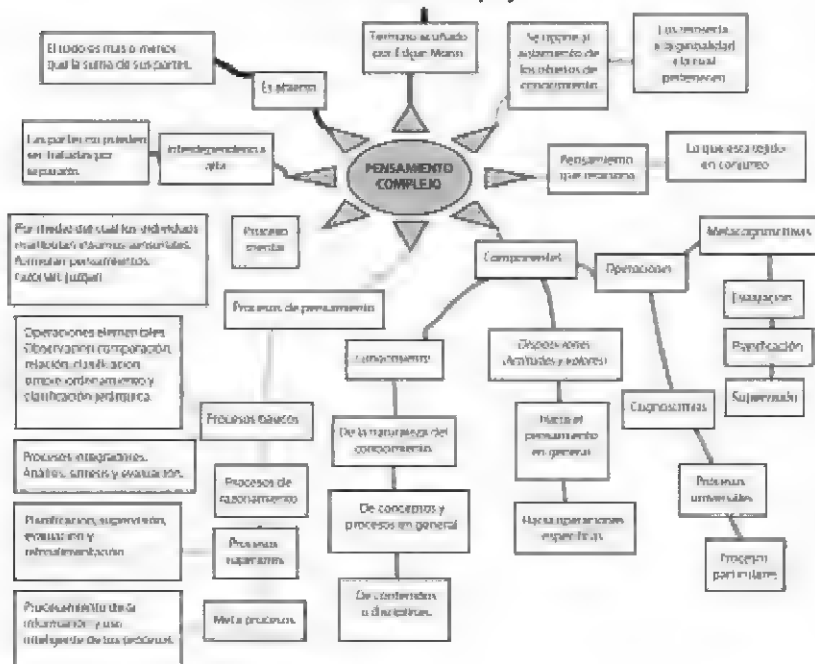 El todo es mas o menos
que la suma de sus partes.
Es abierto
Término acuñado
por Edgar Morin
Se opone al
aislamiento de
los objetos de
conocimiento
Los
a la globalidad
a la cual
pertenecen
Las partes no pueden
ser tratadas por
separado.
Interdependencia
alta
PENSAMIENTO
COMPLEJO
Pensamiento
que relaciona
Lo que esta tejido
en conjunto
Por medio del cual los individuos
insumos sensoriales,
formulan pensamientos,
razonan, juzgan
Proceso
mental
Procesos de pensamiento
Componentes
Operaciones
Metacognoscitivas
Evaluación
Planificación
Supervisión
Operaciones elementales
Observación comparación,
relación, clasificación
ordenamiento y
clasificación jerárquica
Procesos básicos
Conocimiento
Disposiciones
(Actitudes y valores)
Cognoscitivas
De la naturaleza del
conocimiento
Hacia el
pensamiento
en general
Procesos integradores.
Análisis, síntesis y evaluación.
Procesos de
razonamiento
Procesos
universales
De conceptos y
procesos en general
Hacia operaciones
específicas
Planificación, supervisión,
evaluación y
retroalimentación
Procesos
superiores
Procesos
particulares
Procesamiento de la
información y uso
inteligente de los procesos.
Meta procesos
De contenidos
o disciplinas.